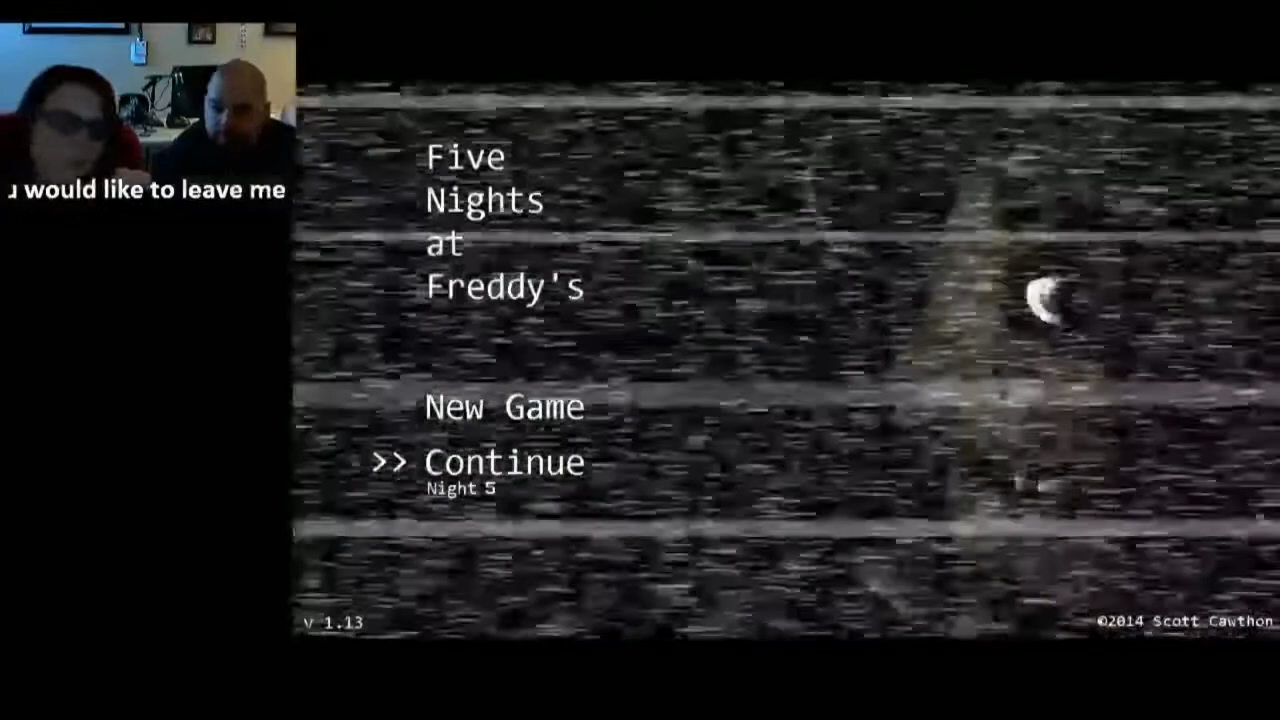 u would like to leave me
Five
Nights
at
Freddy's
New Game
>> Continue
Night 5
v 1.13
©2014 Scott Cawthon